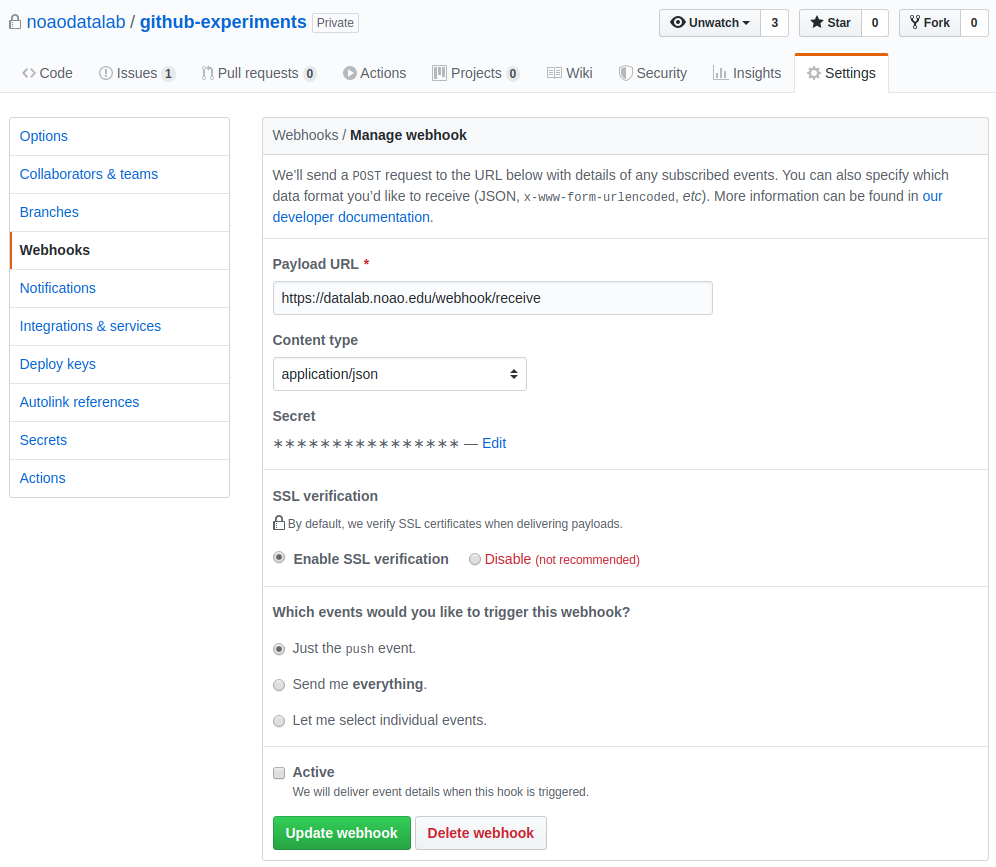 noaodatalab / github-experiments Private Unwatch 3 Star 0 Fork 0
Code Issues 1 Pull requests 0 Actions Projects 0 Wiki Security Insights Settings
Options
Collaborators & teams
Branches
Webhooks
Notifications
Integrations & services
Deploy keys
Autolink references
Secrets
Actions
Webhooks / Manage webhook
We’ll send a POST request to the URL below with details of any subscribed events. You can also specify which
data format you’d like to receive (JSON, x-www-form-urlencoded, etc). More information can be found in our
developer documentation.
Payload URL *
https://datalab.noao.edu/webhook/receive
Content type
application/json
Secret
∗∗∗∗∗∗∗∗∗∗∗∗∗∗∗∗ — Edit
SSL verification
By default, we verify SSL certificates when delivering payloads.
Enable SSL verification Disable (not recommended)
Which events would you like to trigger this webhook?
Just the push event.
Send me everything.
Let me select individual events.
Active
We will deliver event details when this hook is triggered.
Update webhook Delete webhook